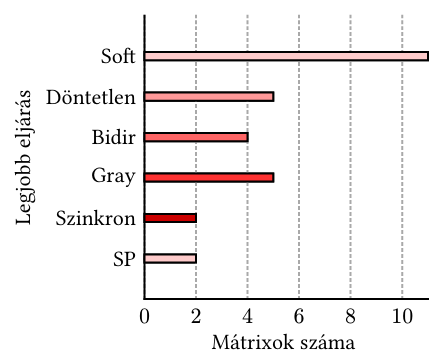 Legjobb eljárás
Soft
Döntetlen
Bidir
Gray
Szinkron
SP
0 2 4 6 8 10
Mátrixok száma